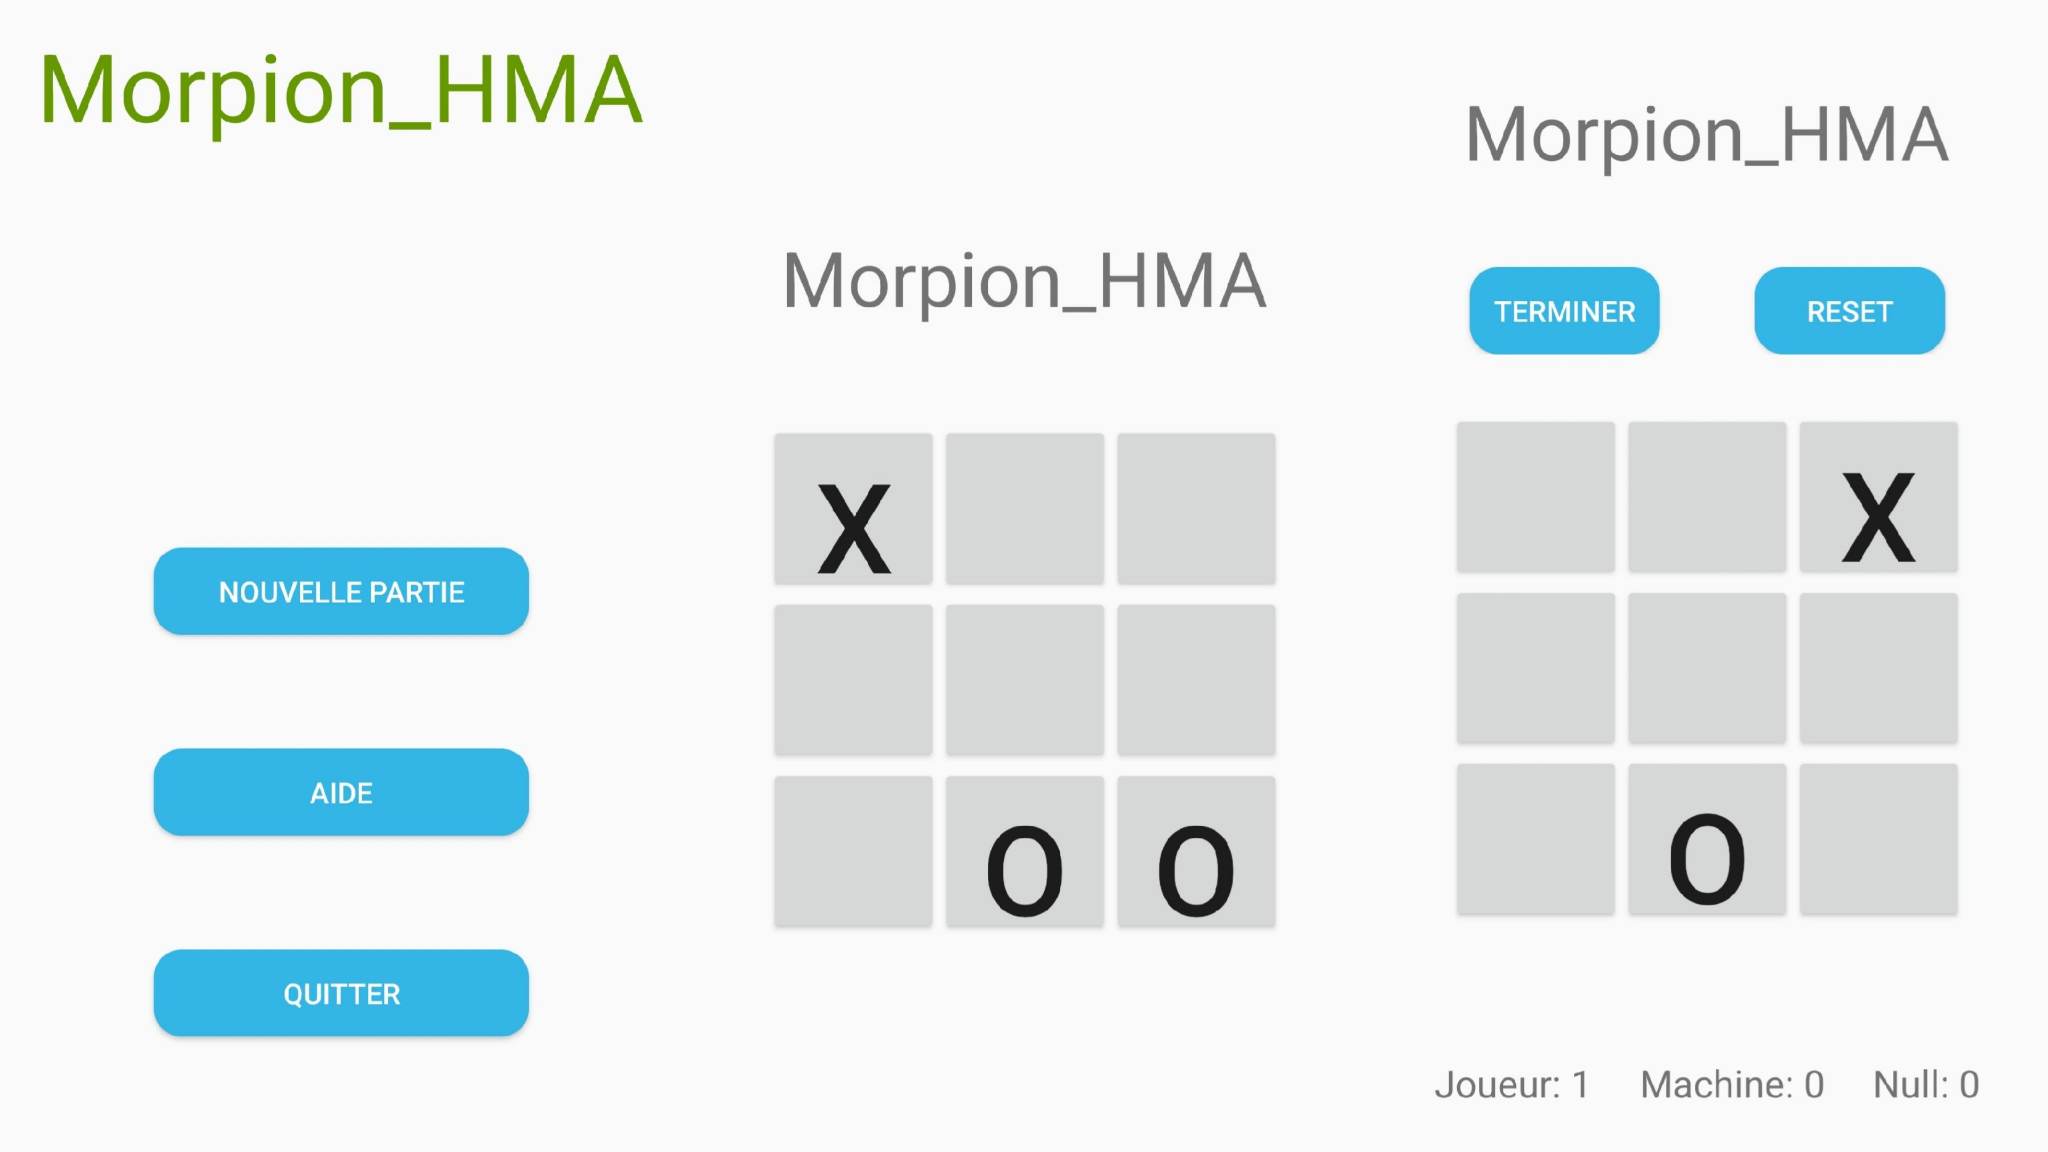 Morpion_HMA
NOUVELLE PARTIE
AIDE
QUITTER
Morpion_HMA
X
O O
Morpion_HMA
TERMINER RESET
X
O
Joueur: 1 Machine: 0 Null: 0